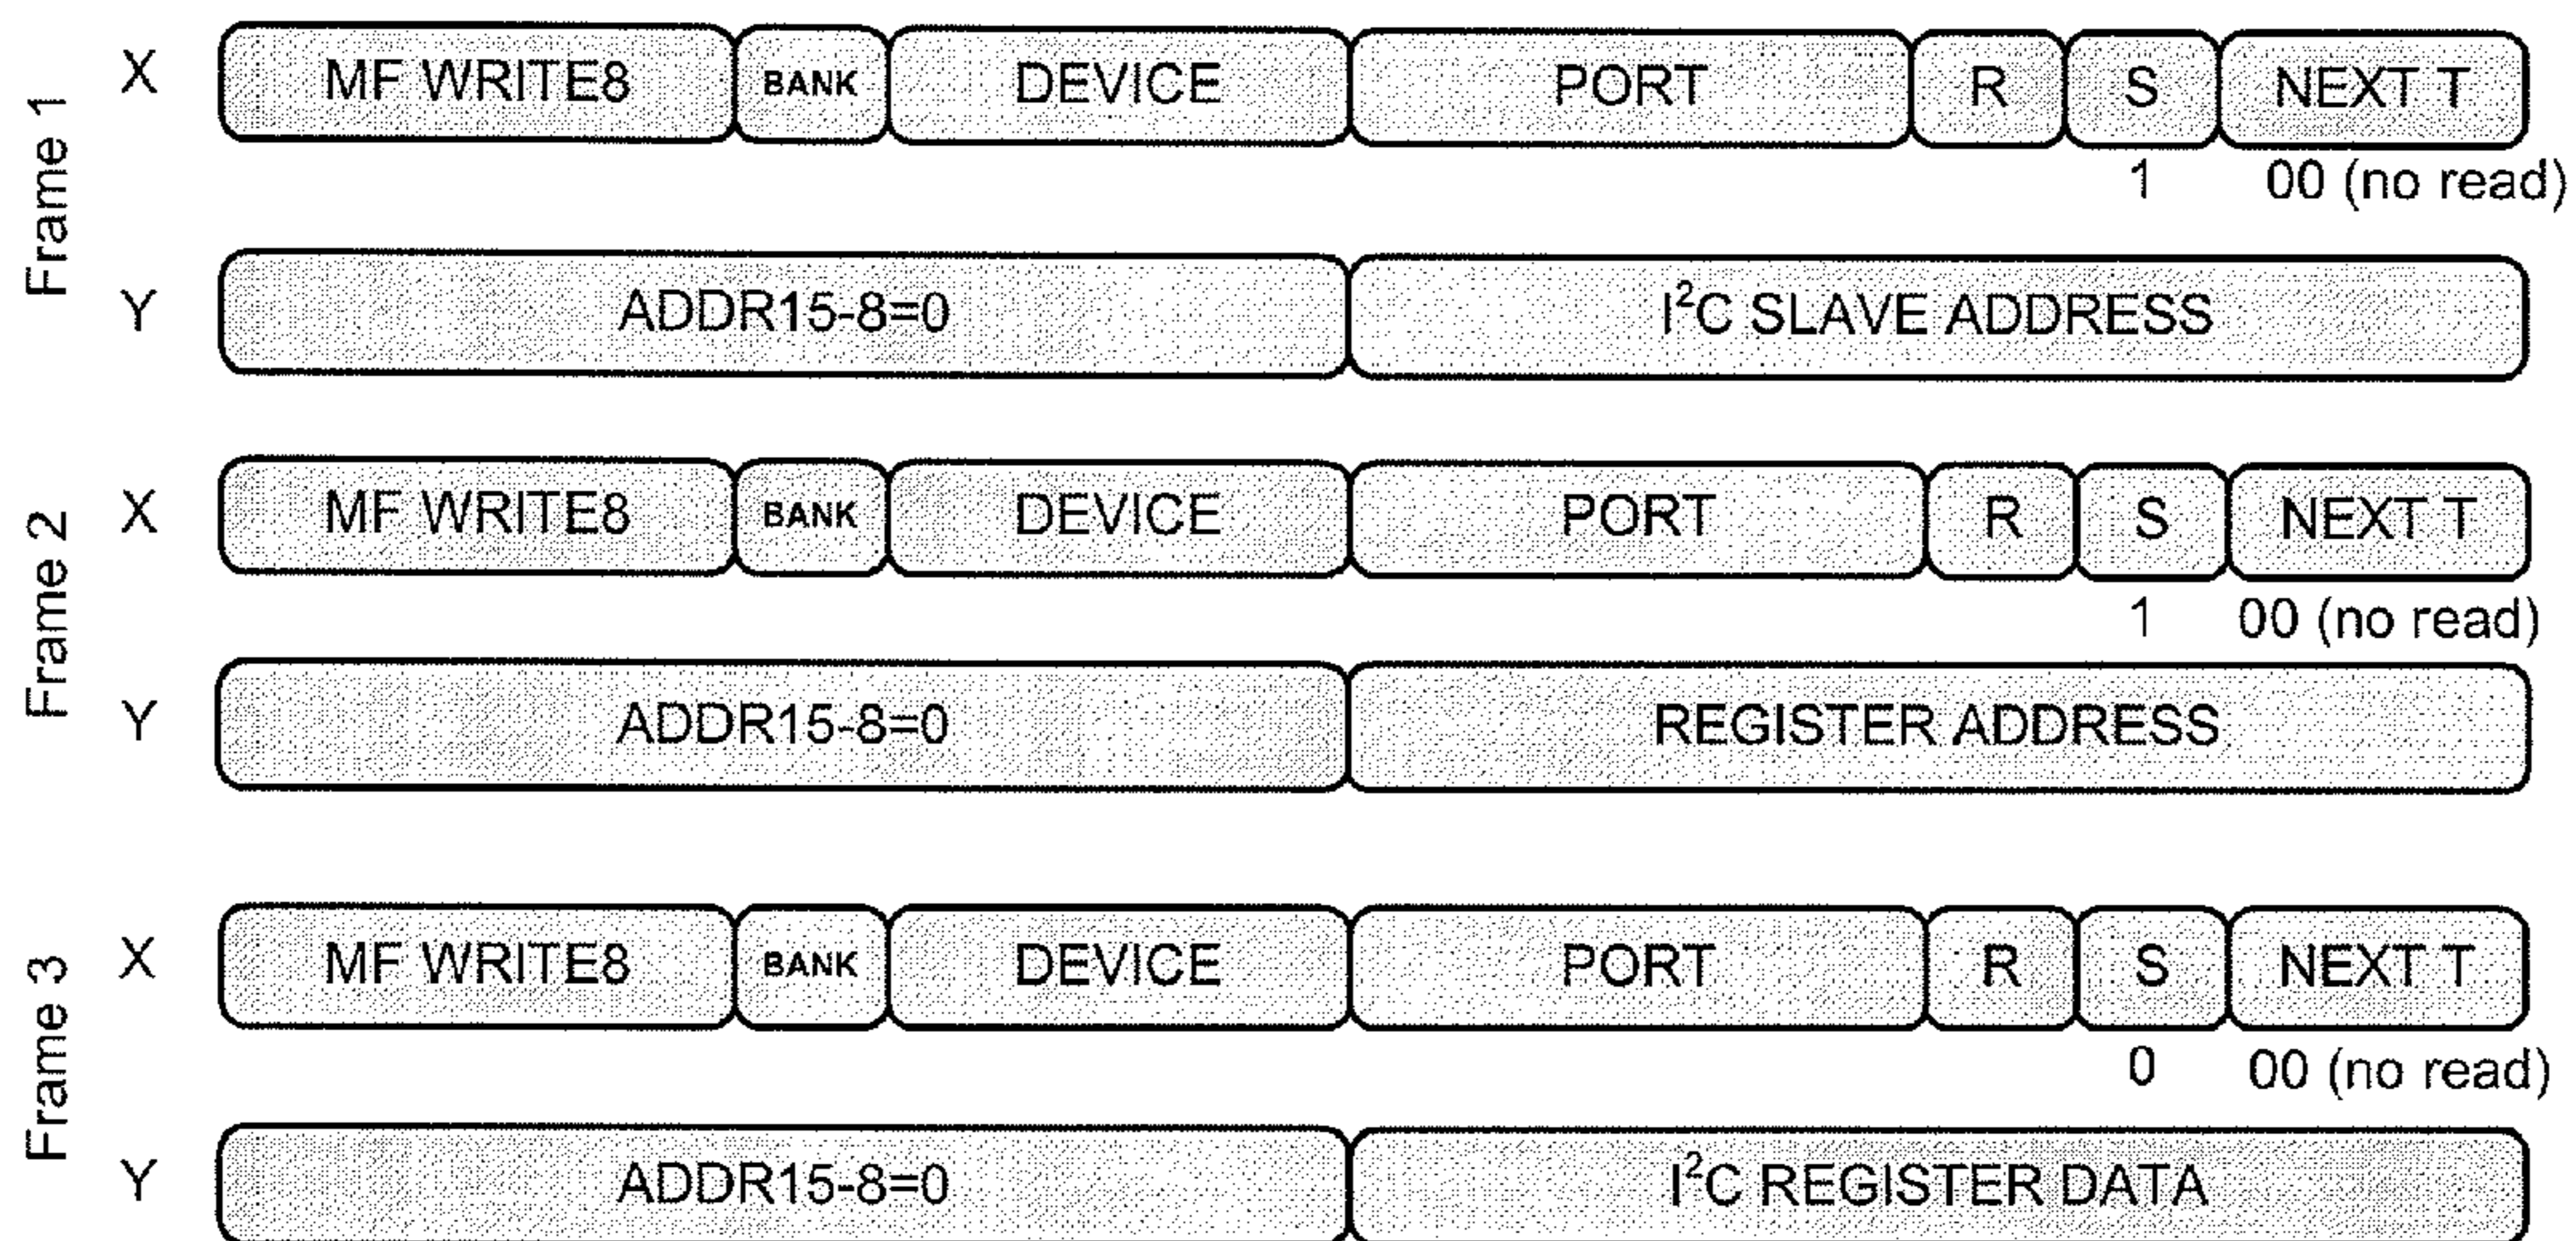 Frame 1
X MF WRITE8 BANK DEVICE PORT R S NEXT T
1 00 (no read)
Y ADDR15-8=0 I²C SLAVE ADDRESS
Frame 2
X MF WRITE8 BANK DEVICE PORT R S NEXT T
1 00 (no read)
Y ADDR15-8=0 REGISTER ADDRESS
Frame 3
X MF WRITE8 BANK DEVICE PORT R S NEXT T
0 00 (no read)
Y ADDR15-8=0 I²C REGISTER DATA